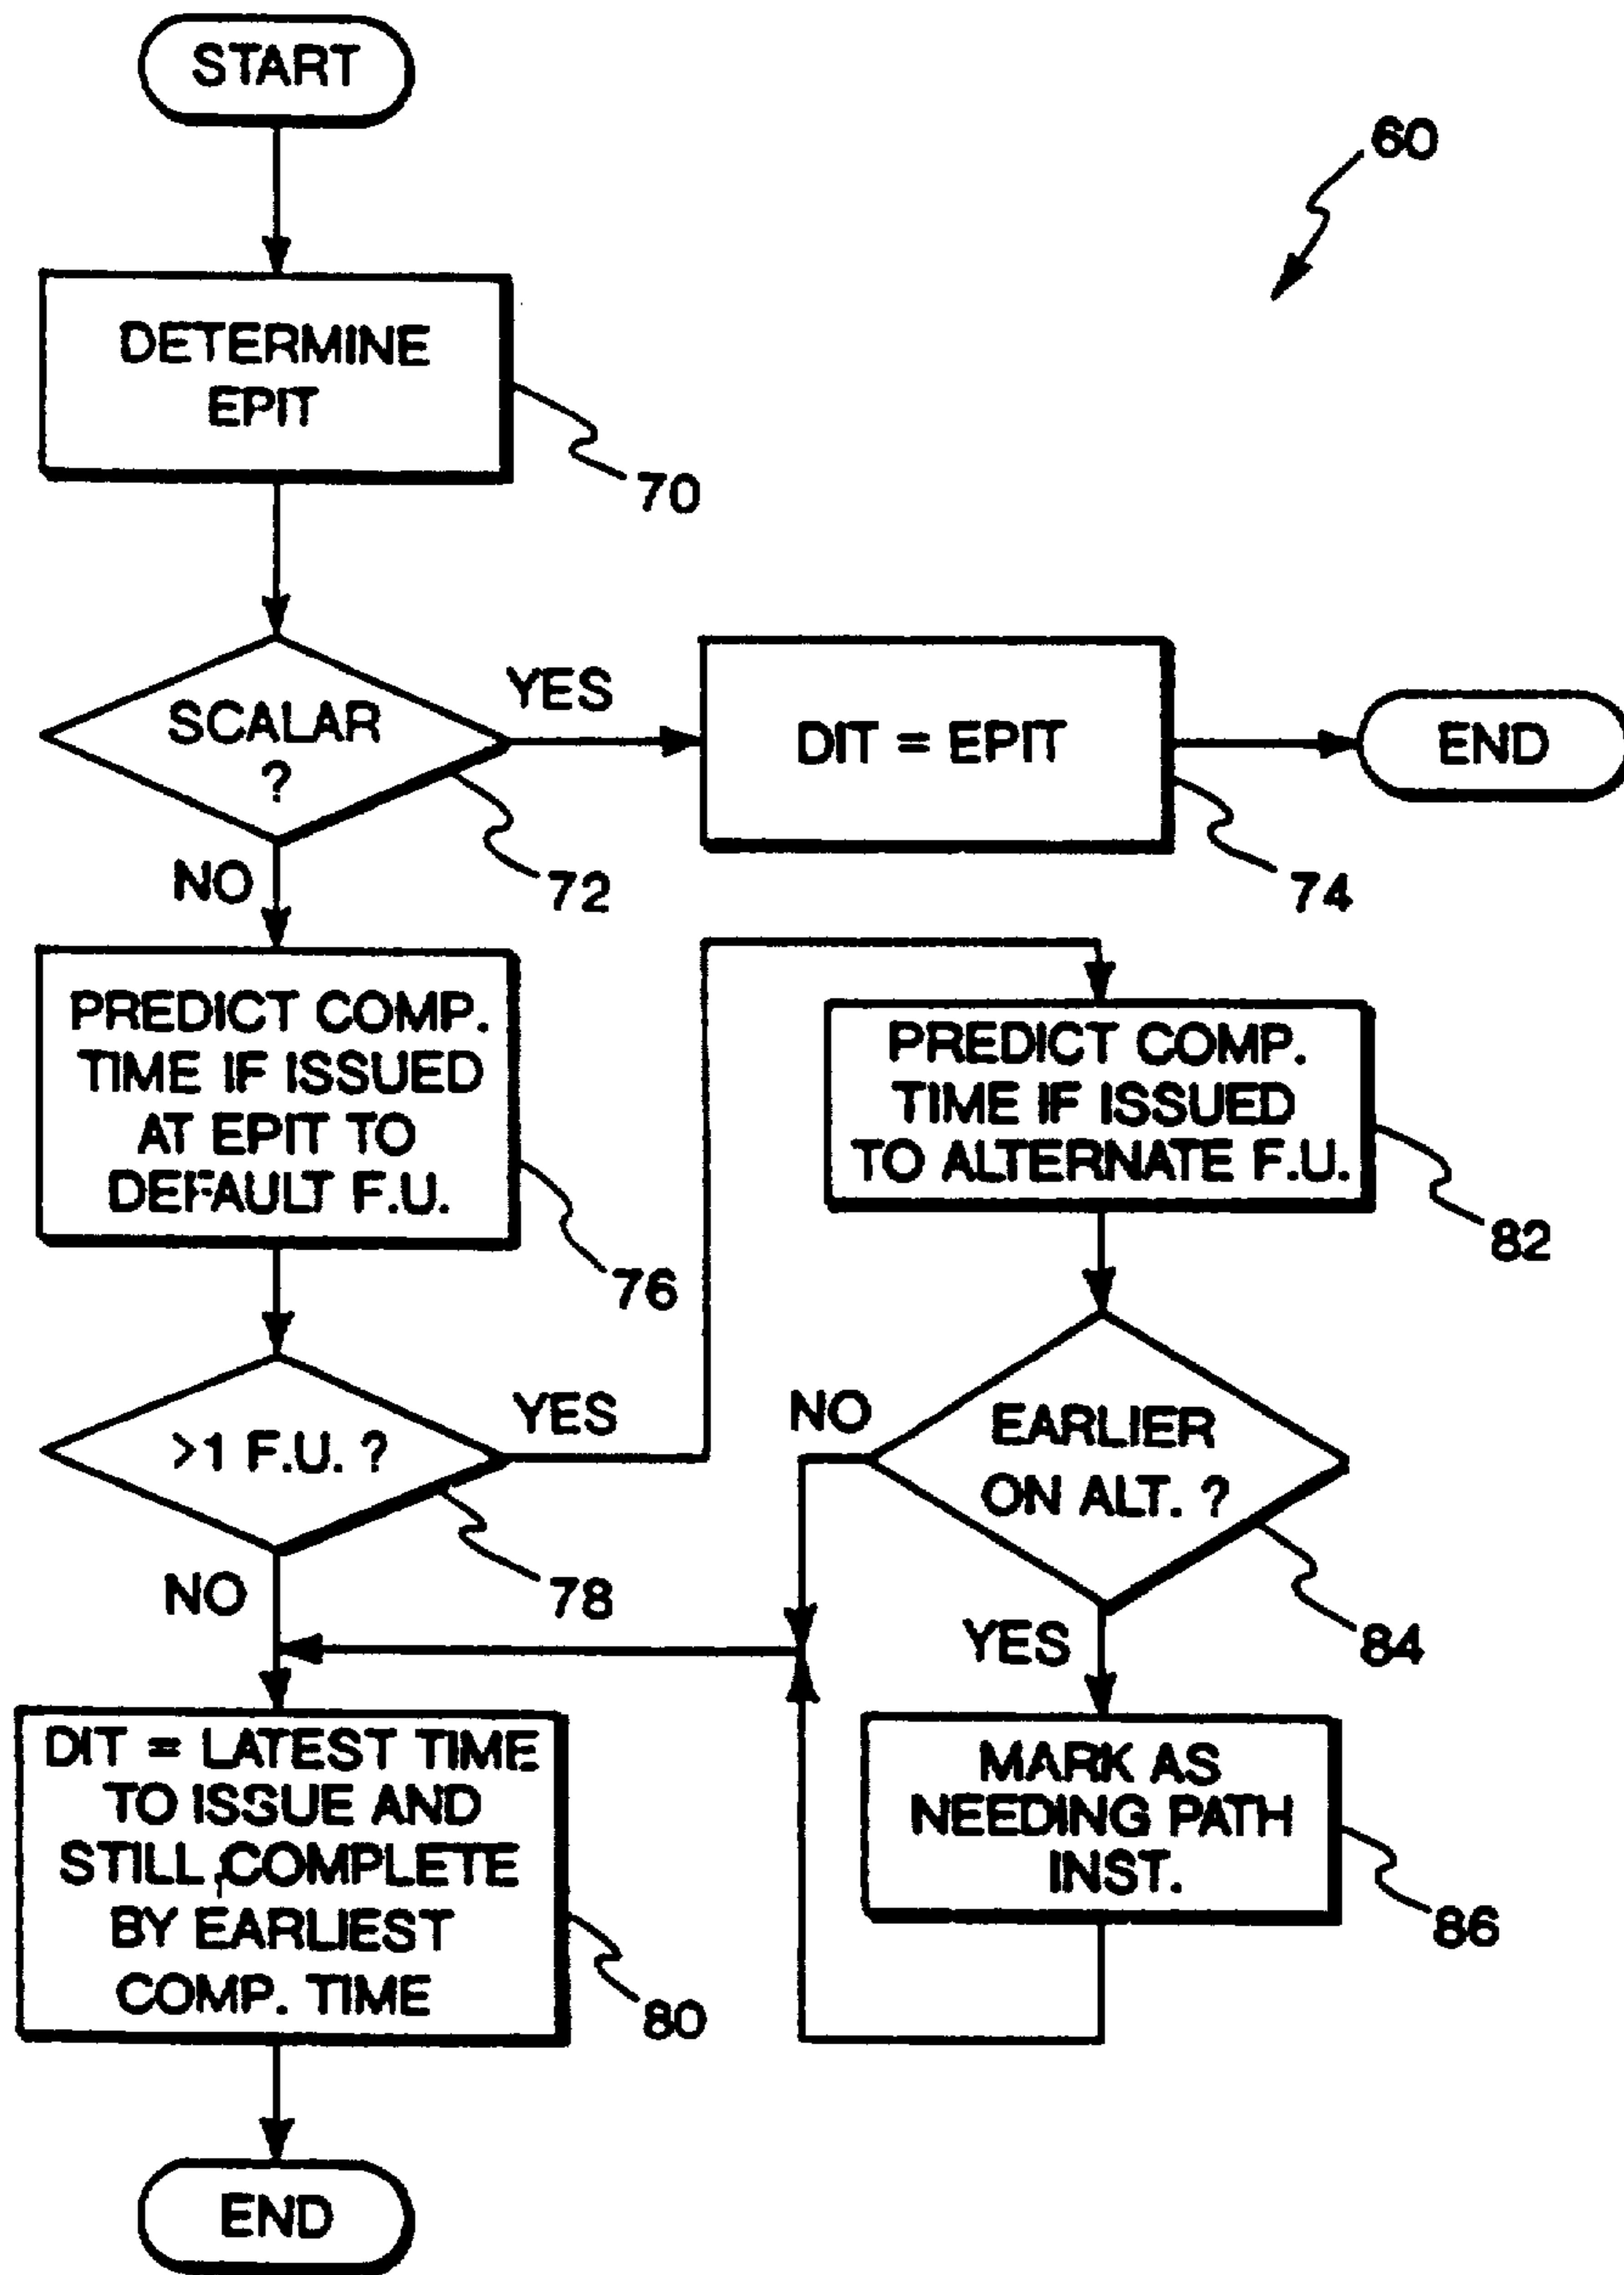 START
60
DETERMINE
EPIT
70
SCALAR
?
YES
DIT = EPIT
END
72
74
NO
PREDICT COMP.
TIME IF ISSUED
AT EPIT TO
DEFAULT F.U.
76
PREDICT COMP.
TIME IF ISSUED
TO ALTERNATE F.U.
82
>1 F.U. ?
YES
NO
78
EARLIER
ON ALT. ?
NO
YES
84
DIT = LATEST TIME
TO ISSUE AND
STILL COMPLETE
BY EARLIEST
COMP. TIME
80
MARK AS
NEEDING PATH
INST.
86
END